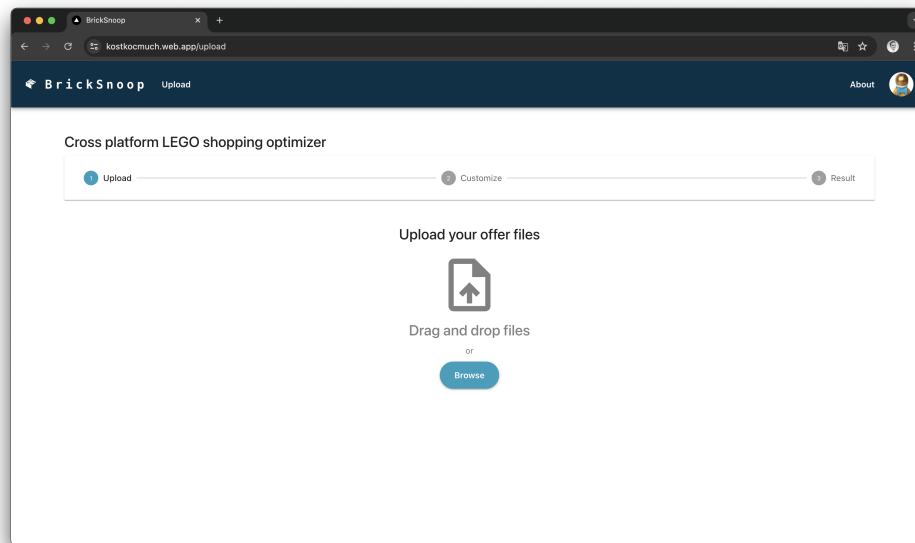 BrickSnoop
kostkocmuch.web.app/upload
BrickSnoop
Upload
About
Cross platform LEGO shopping optimizer
1 Upload
2 Customize
3 Result
Upload your offer files
Drag and drop files
or
Browse